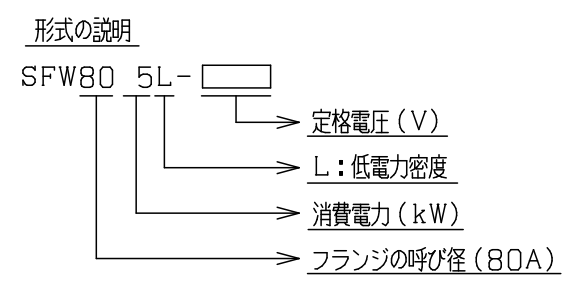 形式の説明
SFW80 5L-
定格電圧(V)
L:低電力密度
消費電力(kW)
フランジの呼び径(80A)